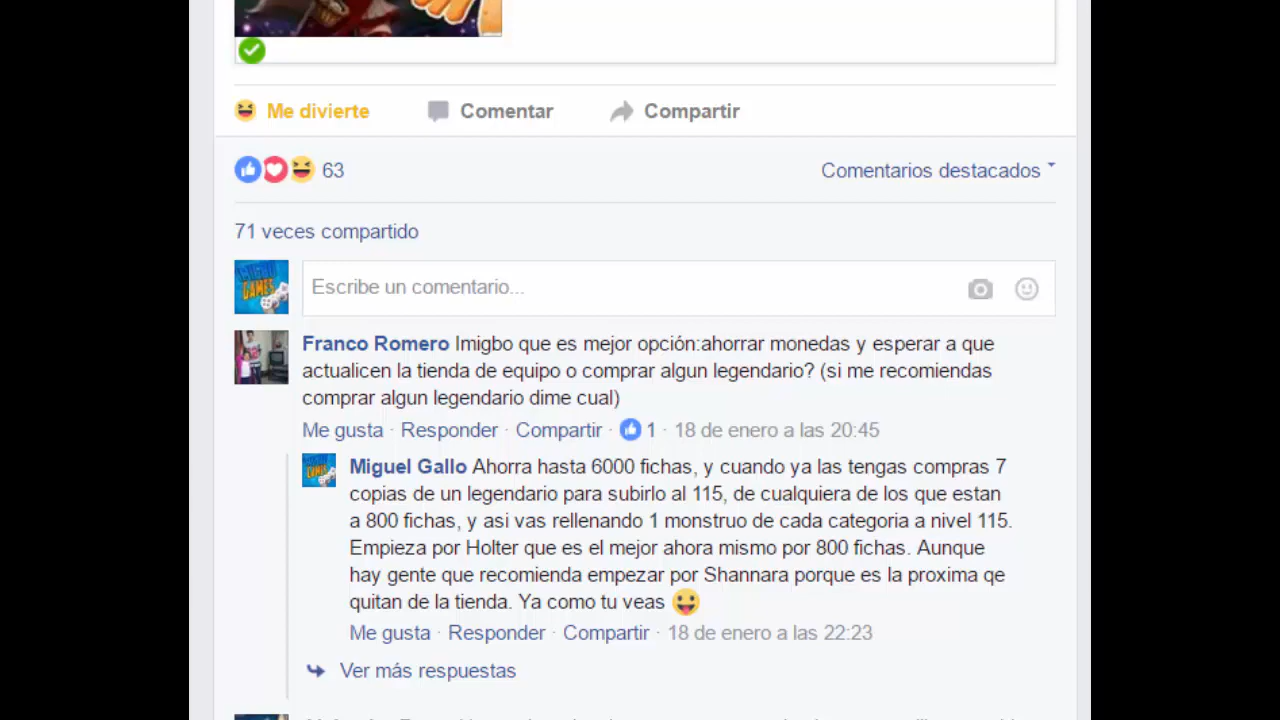 Me divierte Comentar Compartir
63 Comentarios destacados
71 veces compartido
Escribe un comentario...
Franco Romero Imigbo que es mejor opción:ahorrar monedas y esperar a que
actualicen la tienda de equipo o comprar algun legendario? (si me recomiendas
comprar algun legendario dime cual)
Me gusta · Responder · Compartir · 1 · 18 de enero a las 20:45
Miguel Gallo Ahorra hasta 6000 fichas, y cuando ya las tengas compras 7
copias de un legendario para subirlo al 115, de cualquiera de los que estan
a 800 fichas, y asi vas rellenando 1 monstruo de cada categoria a nivel 115.
Empieza por Holter que es el mejor ahora mismo por 800 fichas. Aunque
hay gente que recomienda empezar por Shannara porque es la proxima qe
quitan de la tienda. Ya como tu veas
Me gusta · Responder · Compartir · 18 de enero a las 22:23
Ver más respuestas